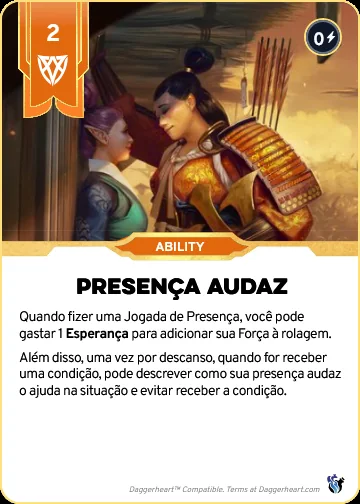 2
0
ABILITY
PRESENÇA AUDAZ
Quando fizer uma Jogada de Presença, você pode
gastar 1 Esperança para adicionar sua Força à rolagem.
Além disso, uma vez por descanso, quando for receber
uma condição, pode descrever como sua presença audaz
o ajuda na situação e evitar receber a condição.
Daggerheart™ Compatible. Terms at Daggerheart.com